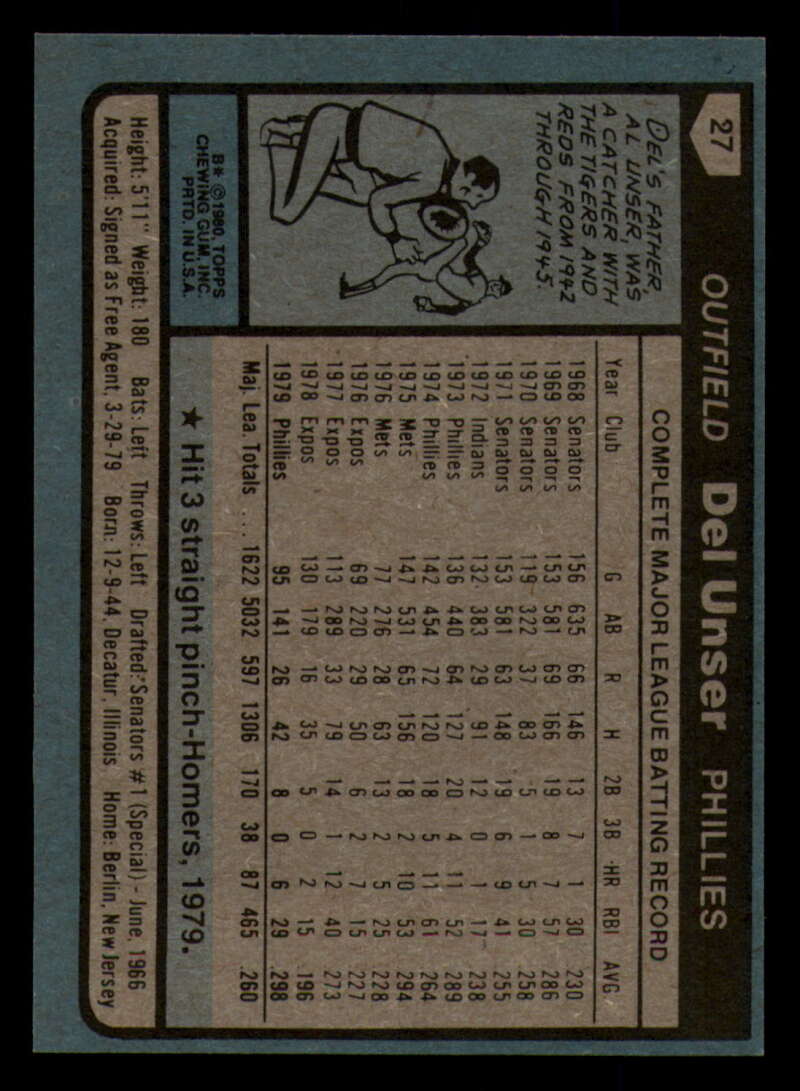 27 OUTFIELD Del Unser PHILLIES
DEL'S FATHER,
AL UNSER, WAS
A CATCHER WITH
THE TIGERS AND
REDS FROM 1942
THROUGH 1945.
B* © 1980 TOPPS
CHEWING GUM, INC.
PRTD. IN U.S.A.
COMPLETE MAJOR LEAGUE BATTING RECORD
Year Club G AB R H 2B 3B HR RBI AVG
1968 Senators 156 635 66 146 13 7 1 30 .230
1969 Senators 153 581 69 166 19 8 7 57 .286
1970 Senators 119 322 37 83 5 1 5 30 .258
1971 Senators 153 581 63 148 19 6 9 41 .255
1972 Indians 132 383 29 91 12 0 1 17 .238
1973 Phillies 136 440 64 127 20 4 11 52 .289
1974 Phillies 142 454 72 120 18 5 11 61 .264
1975 Mets 147 531 65 156 18 2 10 53 .294
1976 Mets 77 276 28 63 13 2 5 25 .228
1976 Expos 69 220 29 50 6 2 7 15 .227
1977 Expos 113 289 33 79 14 1 12 40 .273
1978 Expos 130 179 16 35 5 0 2 15 .196
1979 Phillies 95 141 26 42 8 0 6 29 .298
Maj. Lea. Totals .... 1622 5032 597 1306 170 38 87 465 .260
★ Hit 3 straight pinch-Homers, 1979.
Height: 5'11" Weight: 180 Bats: Left Throws: Left Drafted: Senators #1 (Special) - June, 1966
Acquired: Signed as Free Agent, 3-29-79 Born: 12-9-44, Decatur, Illinois Home: Berlin, New Jersey